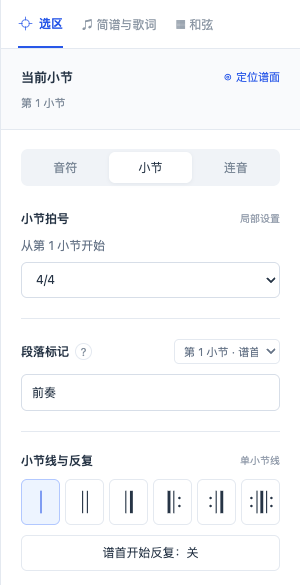 选区 简谱与歌词 和弦
当前小节 定位谱面
第 1 小节
音符 小节 连音
小节拍号 局部设置
从第 1 小节开始
4/4
段落标记 ? 第 1 小节 · 谱首
前奏
小节线与反复 单小节线
谱首开始反复：关